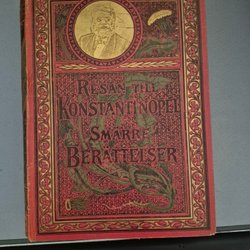 RESAN TILL
KONSTANTINOPEL
SMÄRRE
BERÄTTELSER